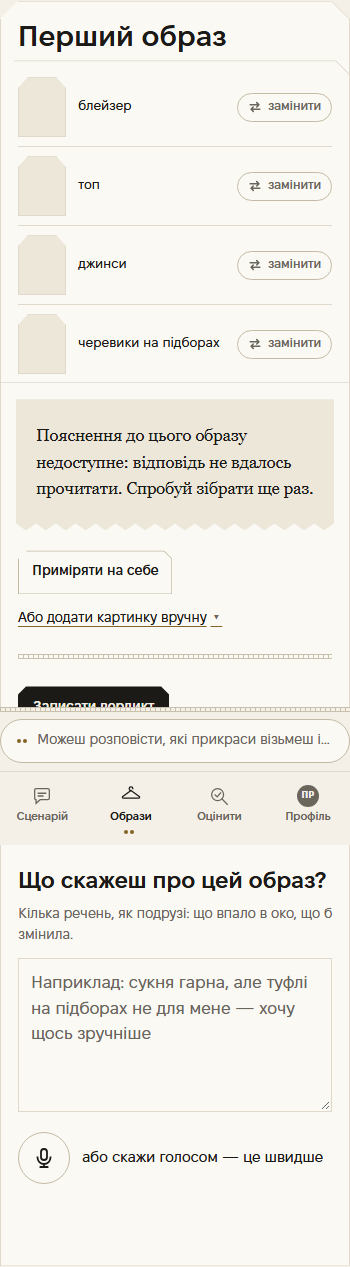 Перший образ
блейзер
замінити
топ
замінити
джинси
замінити
черевики на підборах
замінити
Пояснення до цього образу
недоступне: відповідь не вдалось
прочитати. Спробуй зібрати ще раз.
Приміряти на себе
Або додати картинку вручну
Записати вердикт
Можеш розповісти, які прикраси візьмеш і...
Сценарій
Образи
Оцінити
ПР
Профіль
Що скажеш про цей образ?
Кілька речень, як подрузі: що впало в око, що б
змінила.
Наприклад: сукня гарна, але туфлі
на підборах не для мене — хочу
щось зручніше
або скажи голосом — це швидше